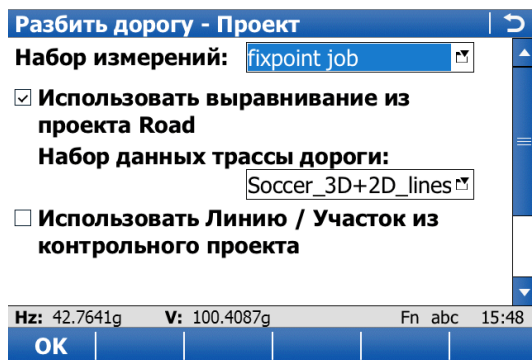 Разбить дорогу - Проект
Набор измерений: fixpoint job
Использовать выравнивание из
проекта Road
Набор данных трассы дороги:
Soccer_3D+2D_lines
Использовать Линию / Участок из
контрольного проекта
Hz: 42.7641g V: 100.4087g Fn abc 15:48
OK